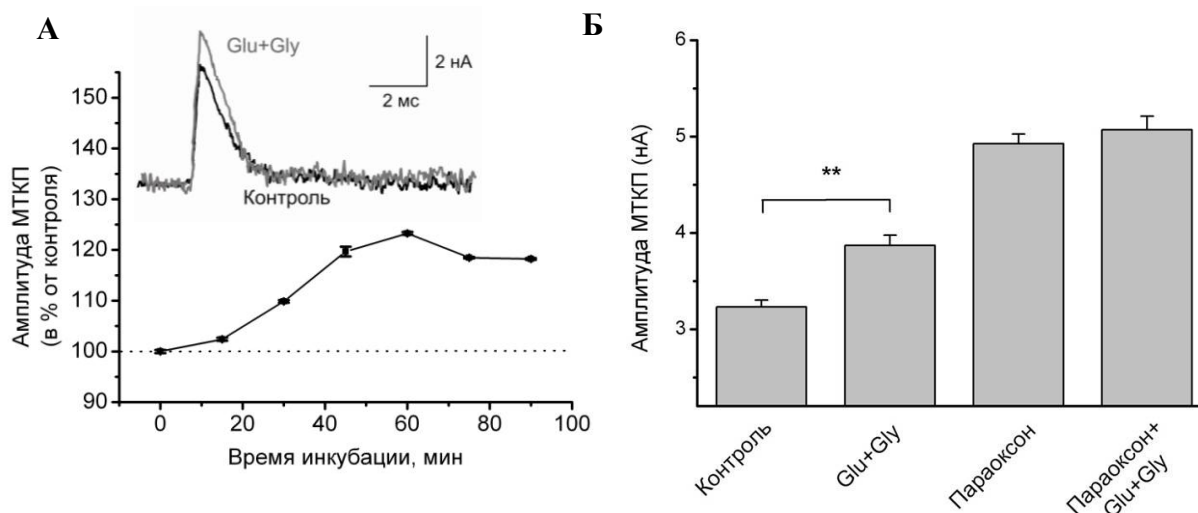 А
Glu+Gly
2 нА
2 мс
Контроль
Амплитуда МТКП
(в % от контроля)
150
140
130
120
110
100
90
0
20
40
60
80
100
Время инкубации, мин
Б
Амплитуда МТКП (нА)
6
5
4
3
**
Контроль
Glu+Gly
Параоксон
Параоксон+
Glu+Gly